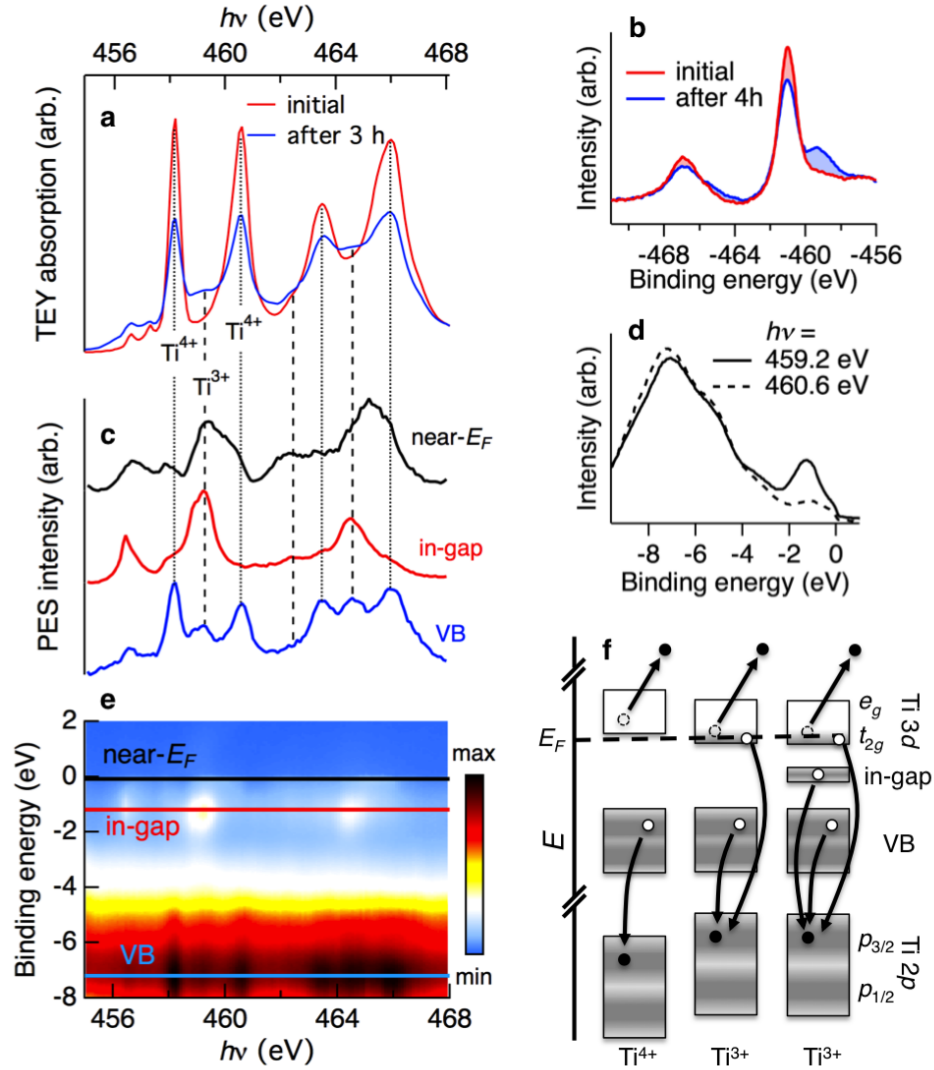 hν (eV)
456 460 464 468
a
initial
after 3 h
TEY absorption (arb.)
Ti4+
Ti4+
Ti3+
b
initial
after 4h
Intensity (arb.)
-468 -464 -460 -456
Binding energy (eV)
c
near-EF
in-gap
VB
PES intensity (arb.)
d
hν =
459.2 eV
460.6 eV
Intensity (arb.)
-8 -6 -4 -2 0
Binding energy (eV)
e
2
0
-2
-4
-6
-8
Binding energy (eV)
near-EF
in-gap
VB
max
min
456 460 464 468
hν (eV)
f
eg
t2g
Ti 3d
EF
in-gap
E
VB
p3/2
p1/2
Ti 2p
Ti4+ Ti3+ Ti3+